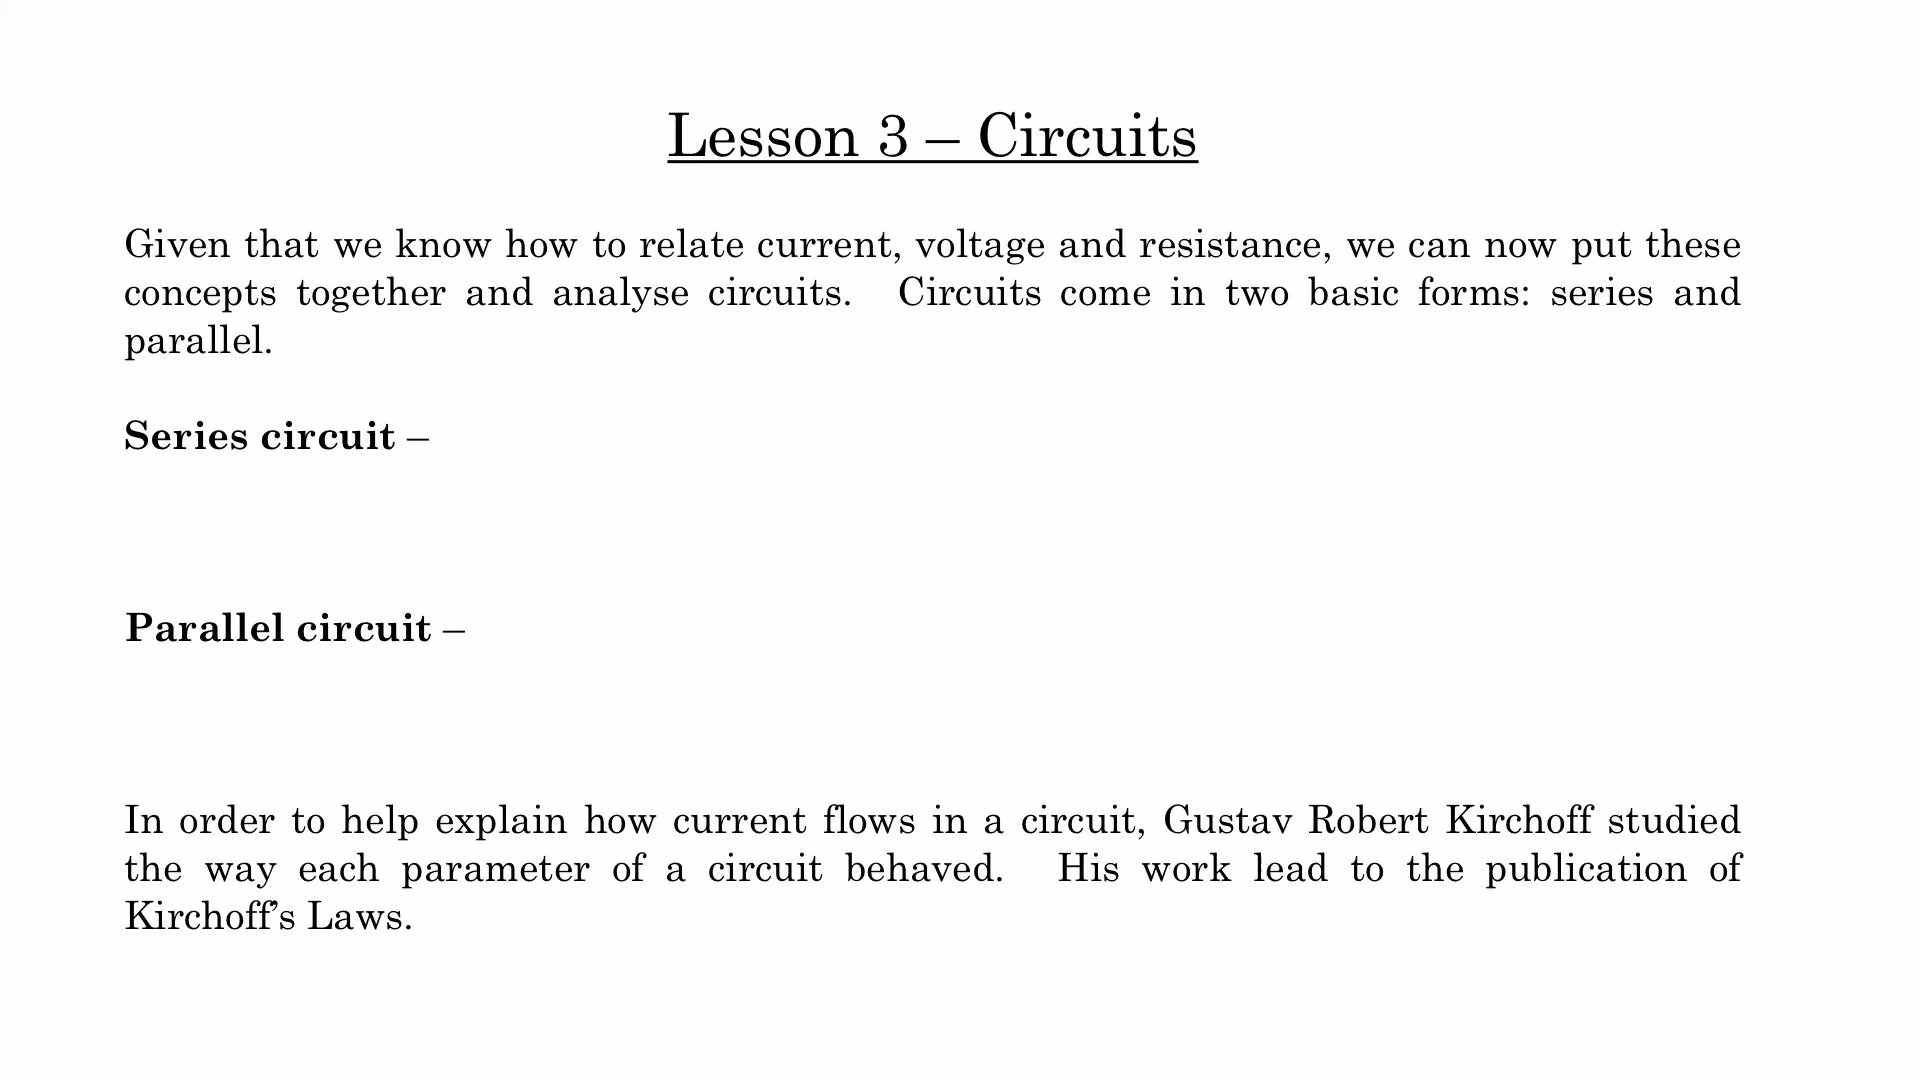 Lesson 3 – Circuits
Given that we know how to relate current, voltage and resistance, we can now put these
concepts together and analyse circuits.  Circuits come in two basic forms: series and
parallel.
Series circuit –
Parallel circuit –
In order to help explain how current flows in a circuit, Gustav Robert Kirchoff studied
the way each parameter of a circuit behaved.  His work lead to the publication of
Kirchoff’s Laws.